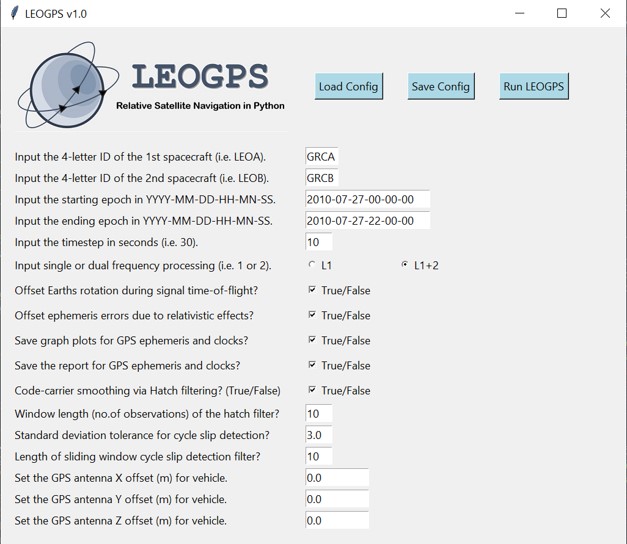 LEOGPS v1.0
LEOGPS
Relative Satellite Navigation in Python
Load Config
Save Config
Run LEOGPS
Input the 4-letter ID of the 1st spacecraft (i.e. LEOA). GRCA
Input the 4-letter ID of the 2nd spacecraft (i.e. LEOB). GRCB
Input the starting epoch in YYYY-MM-DD-HH-MN-SS. 2010-07-27-00-00-00
Input the ending epoch in YYYY-MM-DD-HH-MN-SS. 2010-07-27-22-00-00
Input the timestep in seconds (i.e. 30). 10
Input single or dual frequency processing (i.e. 1 or 2). L1 L1+2
Offset Earths rotation during signal time-of-flight? True/False
Offset ephemeris errors due to relativistic effects? True/False
Save graph plots for GPS ephemeris and clocks? True/False
Save the report for GPS ephemeris and clocks? True/False
Code-carrier smoothing via Hatch filtering? (True/False) True/False
Window length (no.of observations) of the hatch filter? 10
Standard deviation tolerance for cycle slip detection? 3.0
Length of sliding window cycle slip detection filter? 10
Set the GPS antenna X offset (m) for vehicle. 0.0
Set the GPS antenna Y offset (m) for vehicle. 0.0
Set the GPS antenna Z offset (m) for vehicle. 0.0